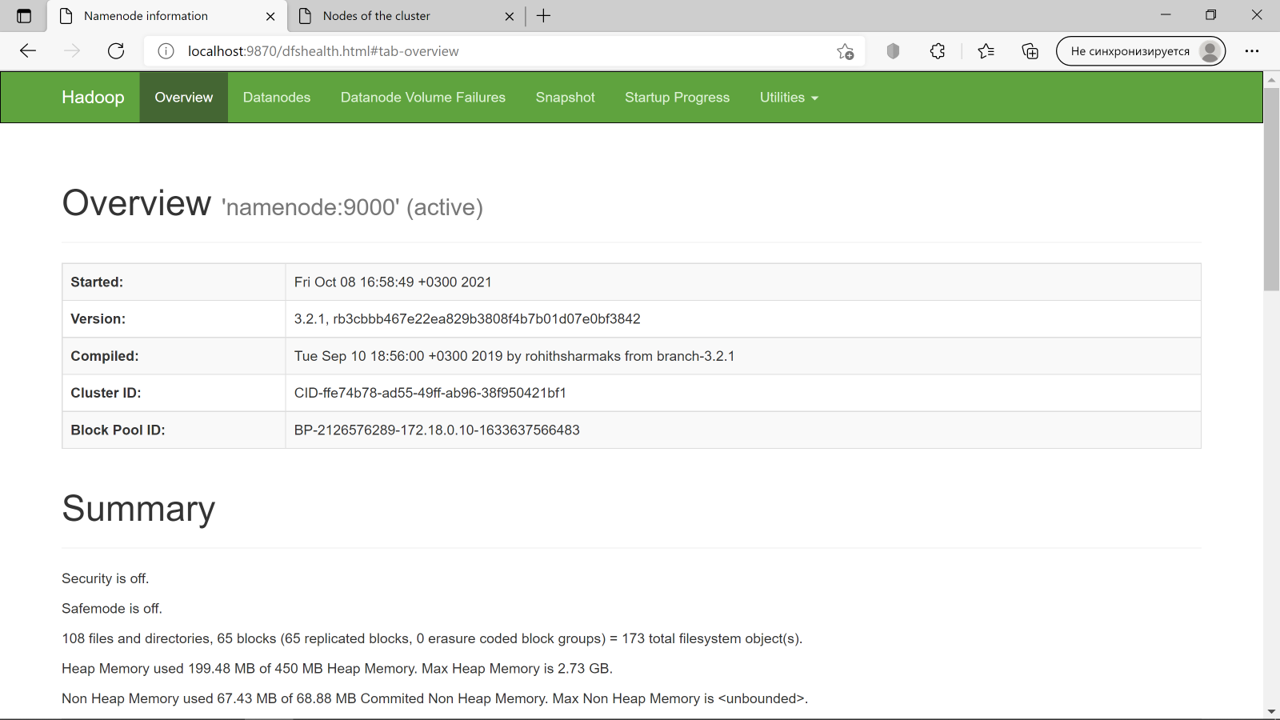 Namenode information
Nodes of the cluster
localhost:9870/dfshealth.html#tab-overview
Не синхронизируется
Hadoop Overview Datanodes Datanode Volume Failures Snapshot Startup Progress Utilities
Overview 'namenode:9000' (active)
Started: Fri Oct 08 16:58:49 +0300 2021
Version: 3.2.1, rb3cbbb467e22ea829b3808f4b7b01d07e0bf3842
Compiled: Tue Sep 10 18:56:00 +0300 2019 by rohithsharmaks from branch-3.2.1
Cluster ID: CID-ffe74b78-ad55-49ff-ab96-38f950421bf1
Block Pool ID: BP-2126576289-172.18.0.10-1633637566483
Summary
Security is off.
Safemode is off.
108 files and directories, 65 blocks (65 replicated blocks, 0 erasure coded block groups) = 173 total filesystem object(s).
Heap Memory used 199.48 MB of 450 MB Heap Memory. Max Heap Memory is 2.73 GB.
Non Heap Memory used 67.43 MB of 68.88 MB Commited Non Heap Memory. Max Non Heap Memory is <unbounded>.